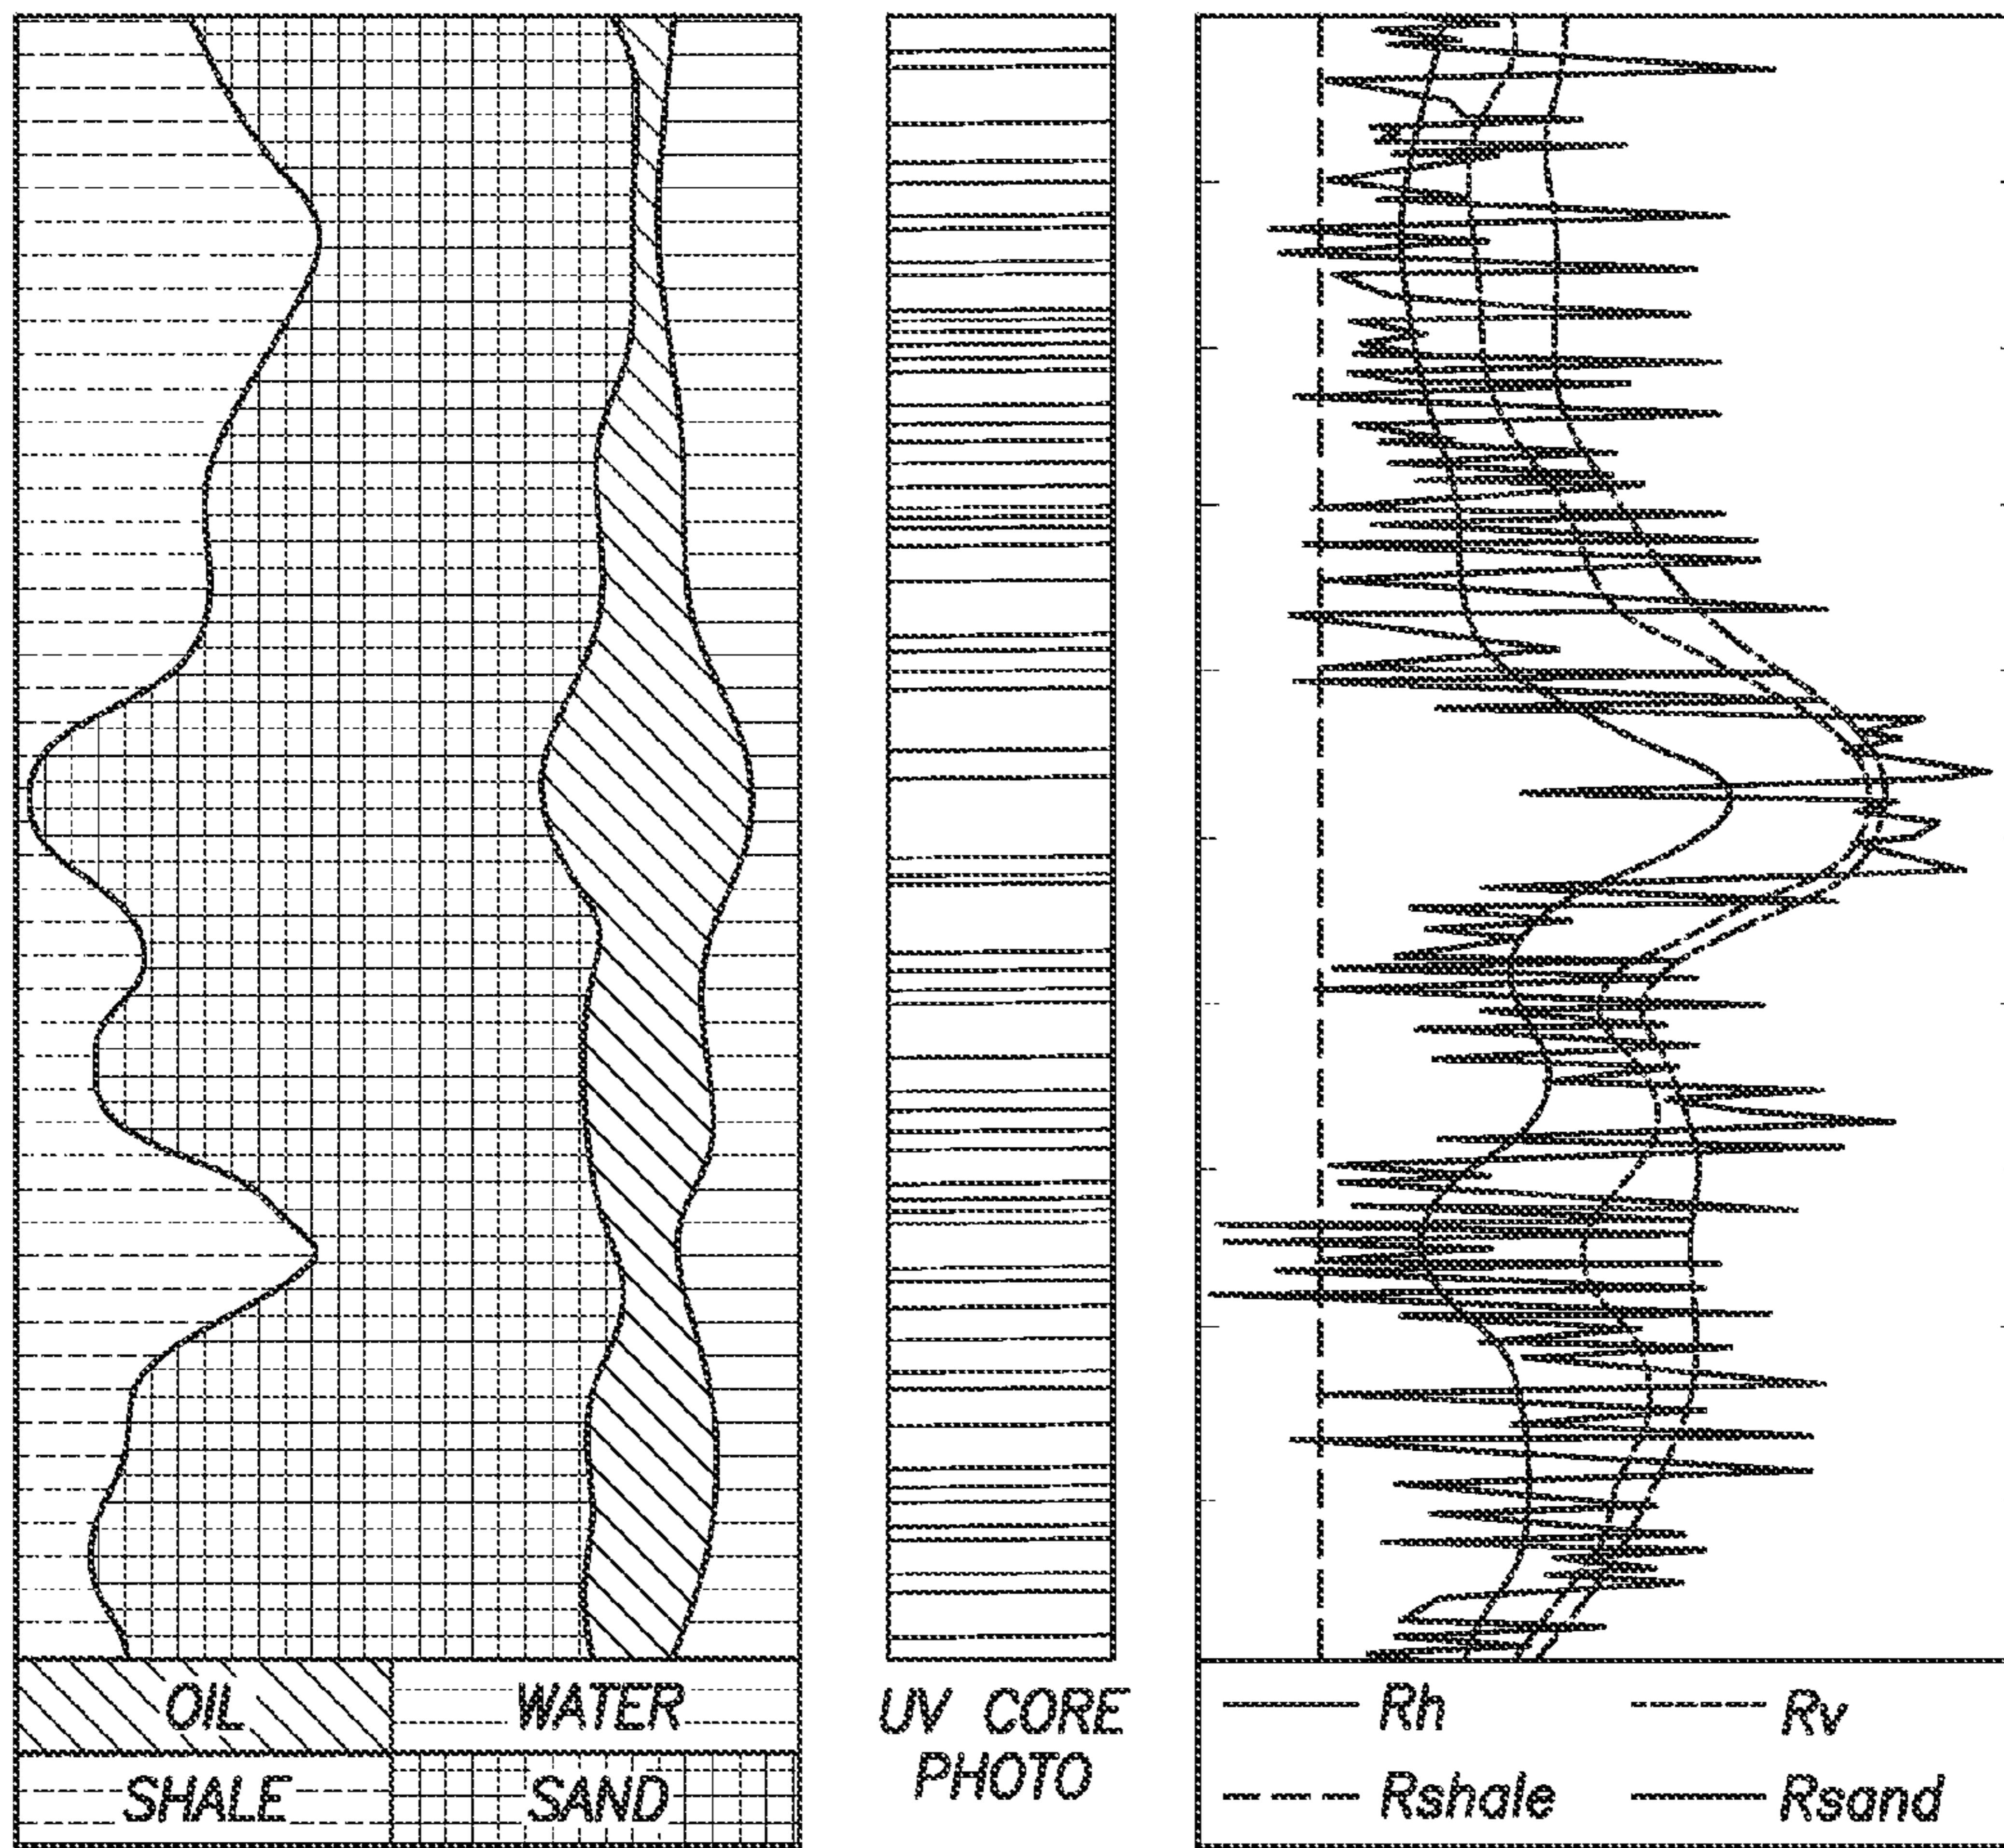 OIL WATER
SHALE SAND
UV CORE
PHOTO
Rh Rv
Rshale Rsand